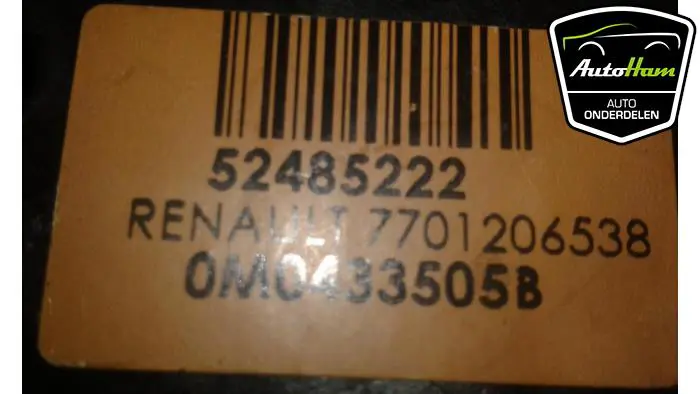 52485222
RENAULT 7701206538
0M0433505B
AutoHam
AUTO
ONDERDELEN